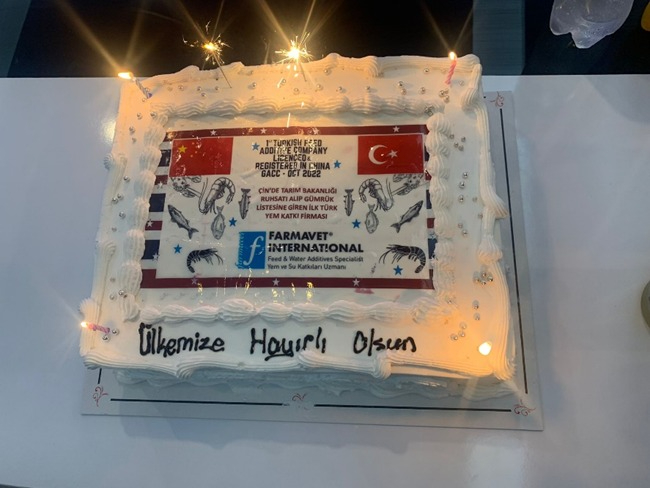 1st TURKISH FEED
ADDITIVE COMPANY
LICENCED &
REGISTERED IN CHINA
GACC - OCT 2022
ÇİN'DE TARIM BAKANLIĞI
RUHSATI ALIP GÜMRÜK
LİSTESİNE GİREN İLK TÜRK
YEM KATKI FİRMASI
f
FARMAVET®
INTERNATIONAL
Feed & Water Additives Specialist
Yem ve Su Katkıları Uzmanı
Ülkemize Hayırlı Olsun